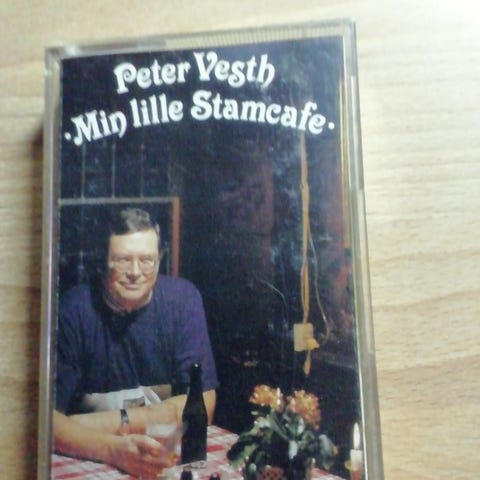 Peter Vesth
·Min lille Stamcafe·